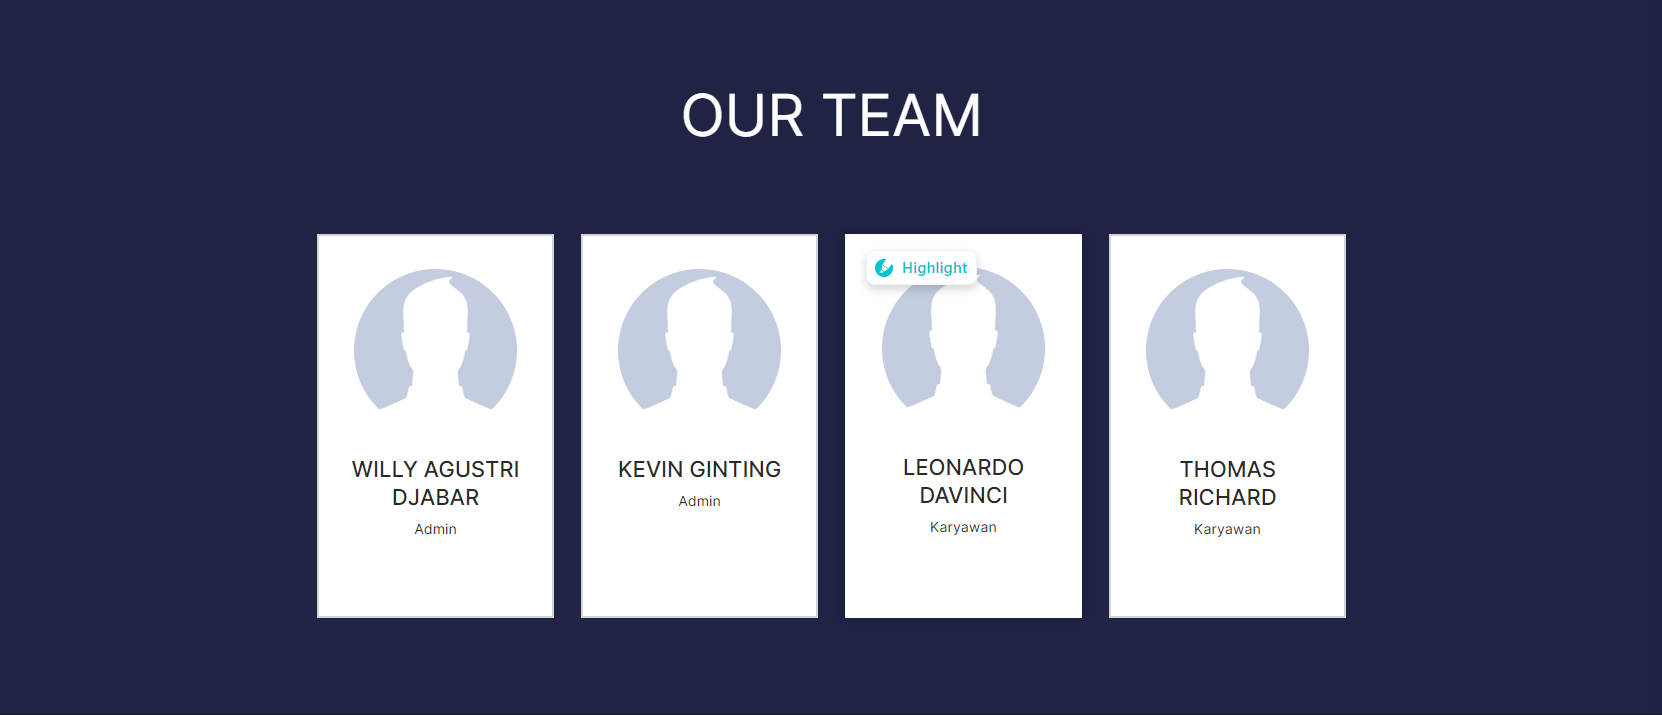 OUR TEAM
WILLY AGUSTRI
DJABAR
Admin
KEVIN GINTING
Admin
Highlight
LEONARDO
DAVINCI
Karyawan
THOMAS
RICHARD
Karyawan